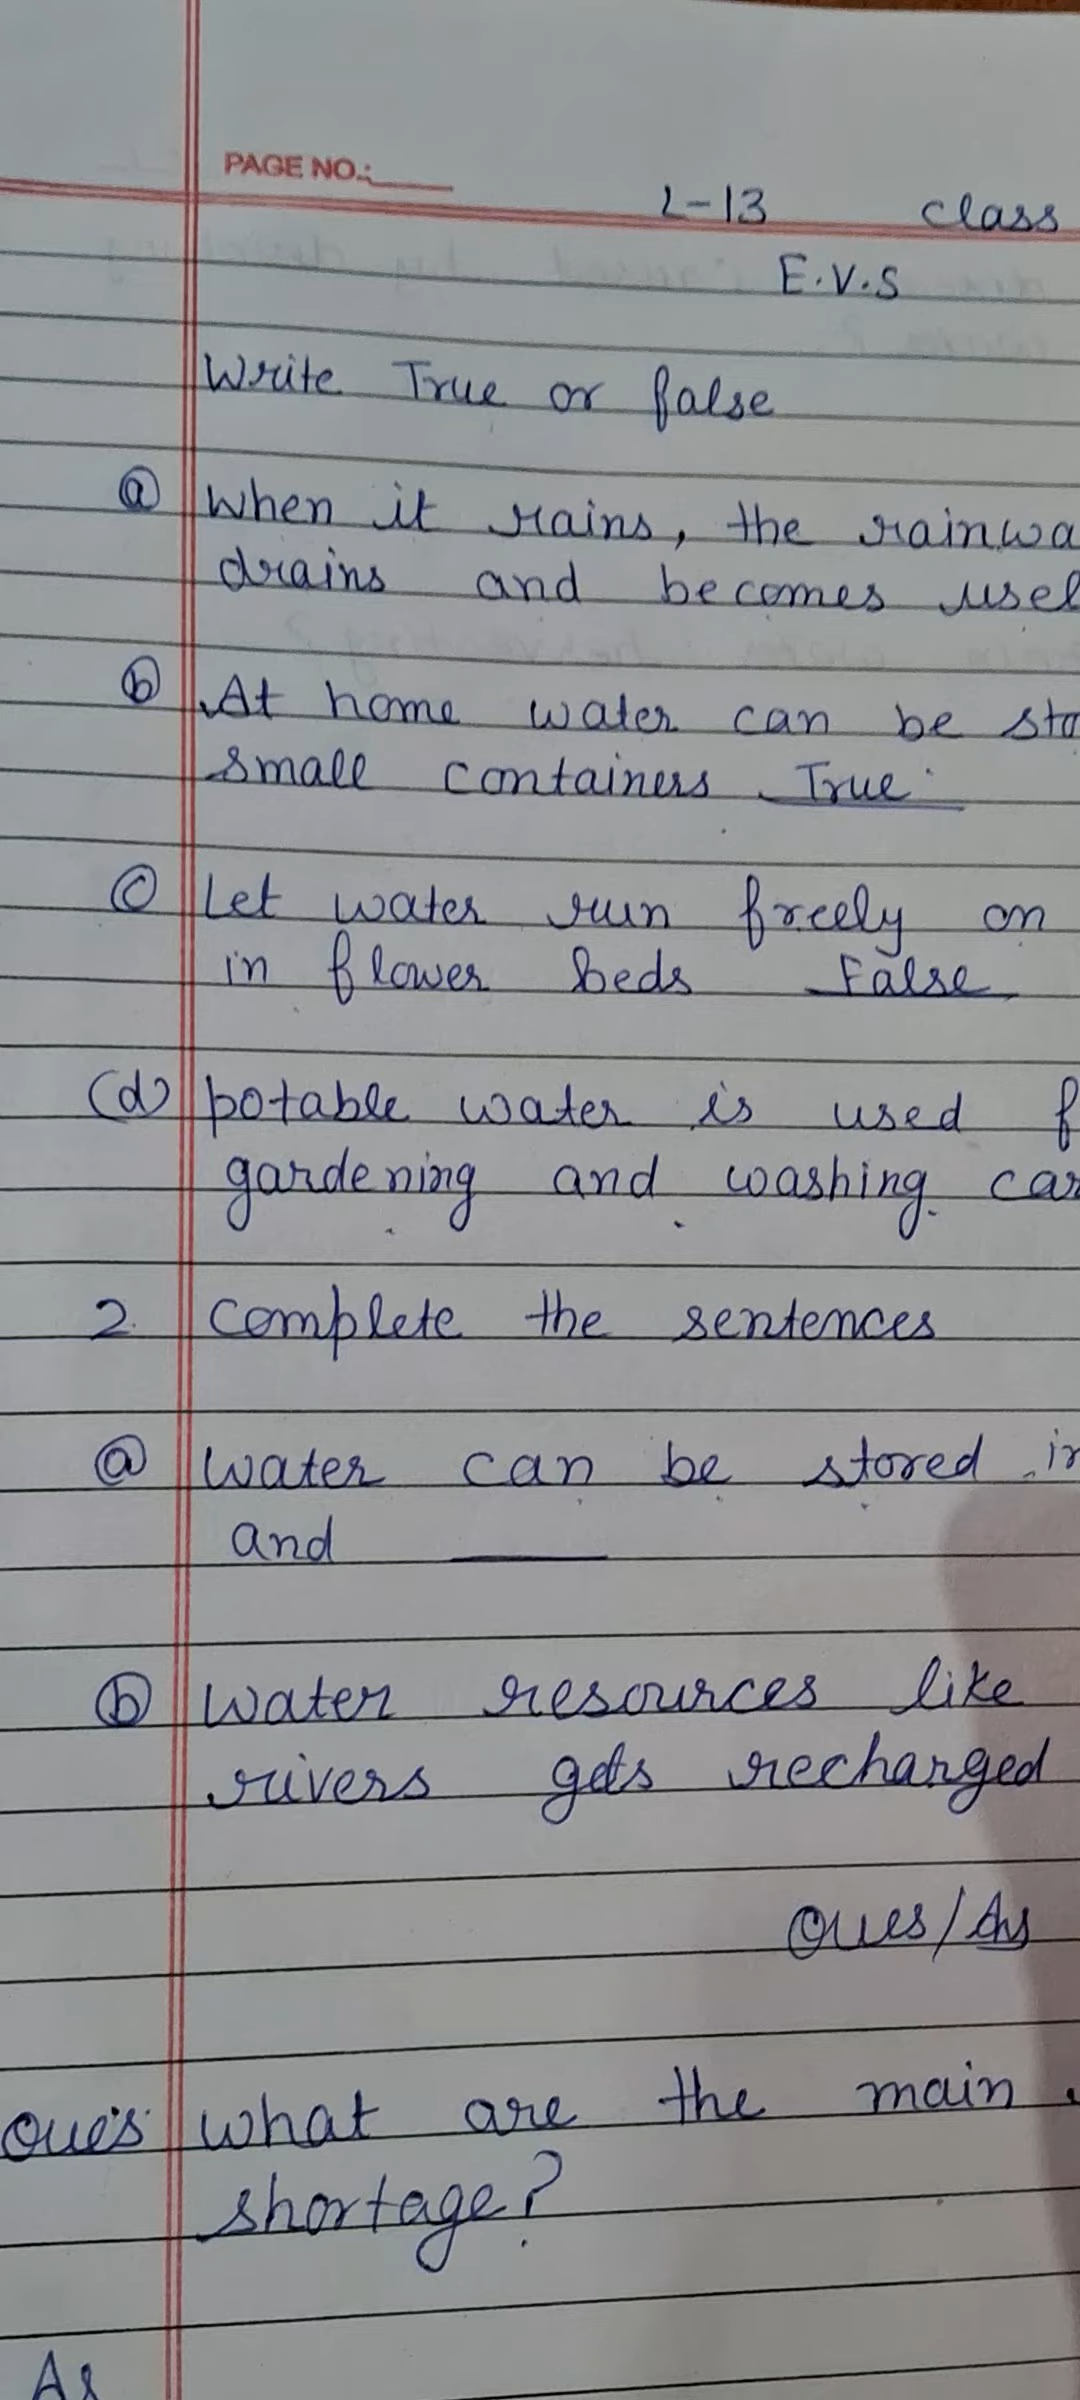 PAGE NO.:
L-13 class
E.V.S
Write True or false
(a) When it rains, the rainwa
drains and becomes usel
(b) At home water can be sto
small containers True
(c) Let water run freely on
in flower beds False
(d) potable water is used f
gardening and washing car
2. complete the sentences
(a) water can be stored in
and ____
(b) water resources like
rivers gets recharged
Ques/As
Ques what are the main
shortage?
As